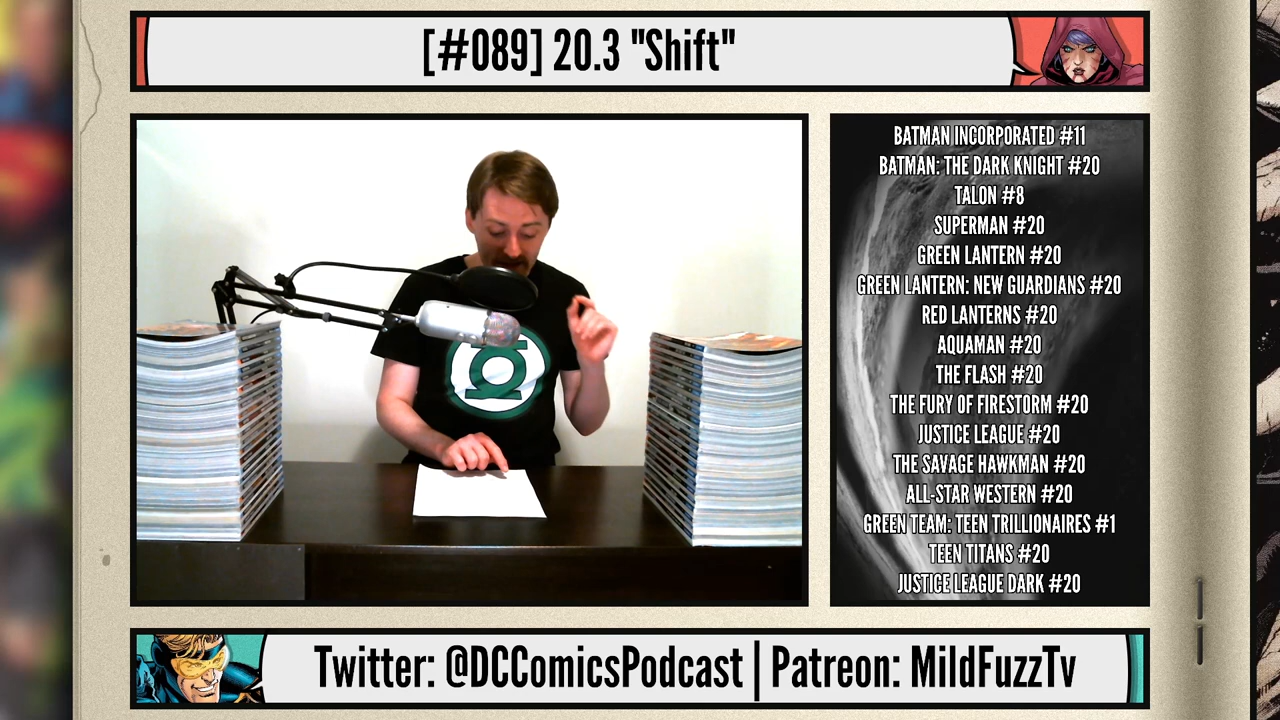 [#089] 20.3 "Shift"
BATMAN INCORPORATED #11
BATMAN: THE DARK KNIGHT #20
TALON #8
SUPERMAN #20
GREEN LANTERN #20
GREEN LANTERN: NEW GUARDIANS #20
RED LANTERNS #20
AQUAMAN #20
THE FLASH #20
THE FURY OF FIRESTORM #20
JUSTICE LEAGUE #20
THE SAVAGE HAWKMAN #20
ALL-STAR WESTERN #20
GREEN TEAM: TEEN TRILLIONAIRES #1
TEEN TITANS #20
JUSTICE LEAGUE DARK #20
Twitter: @DCComicsPodcast | Patreon: MildFuzzTv